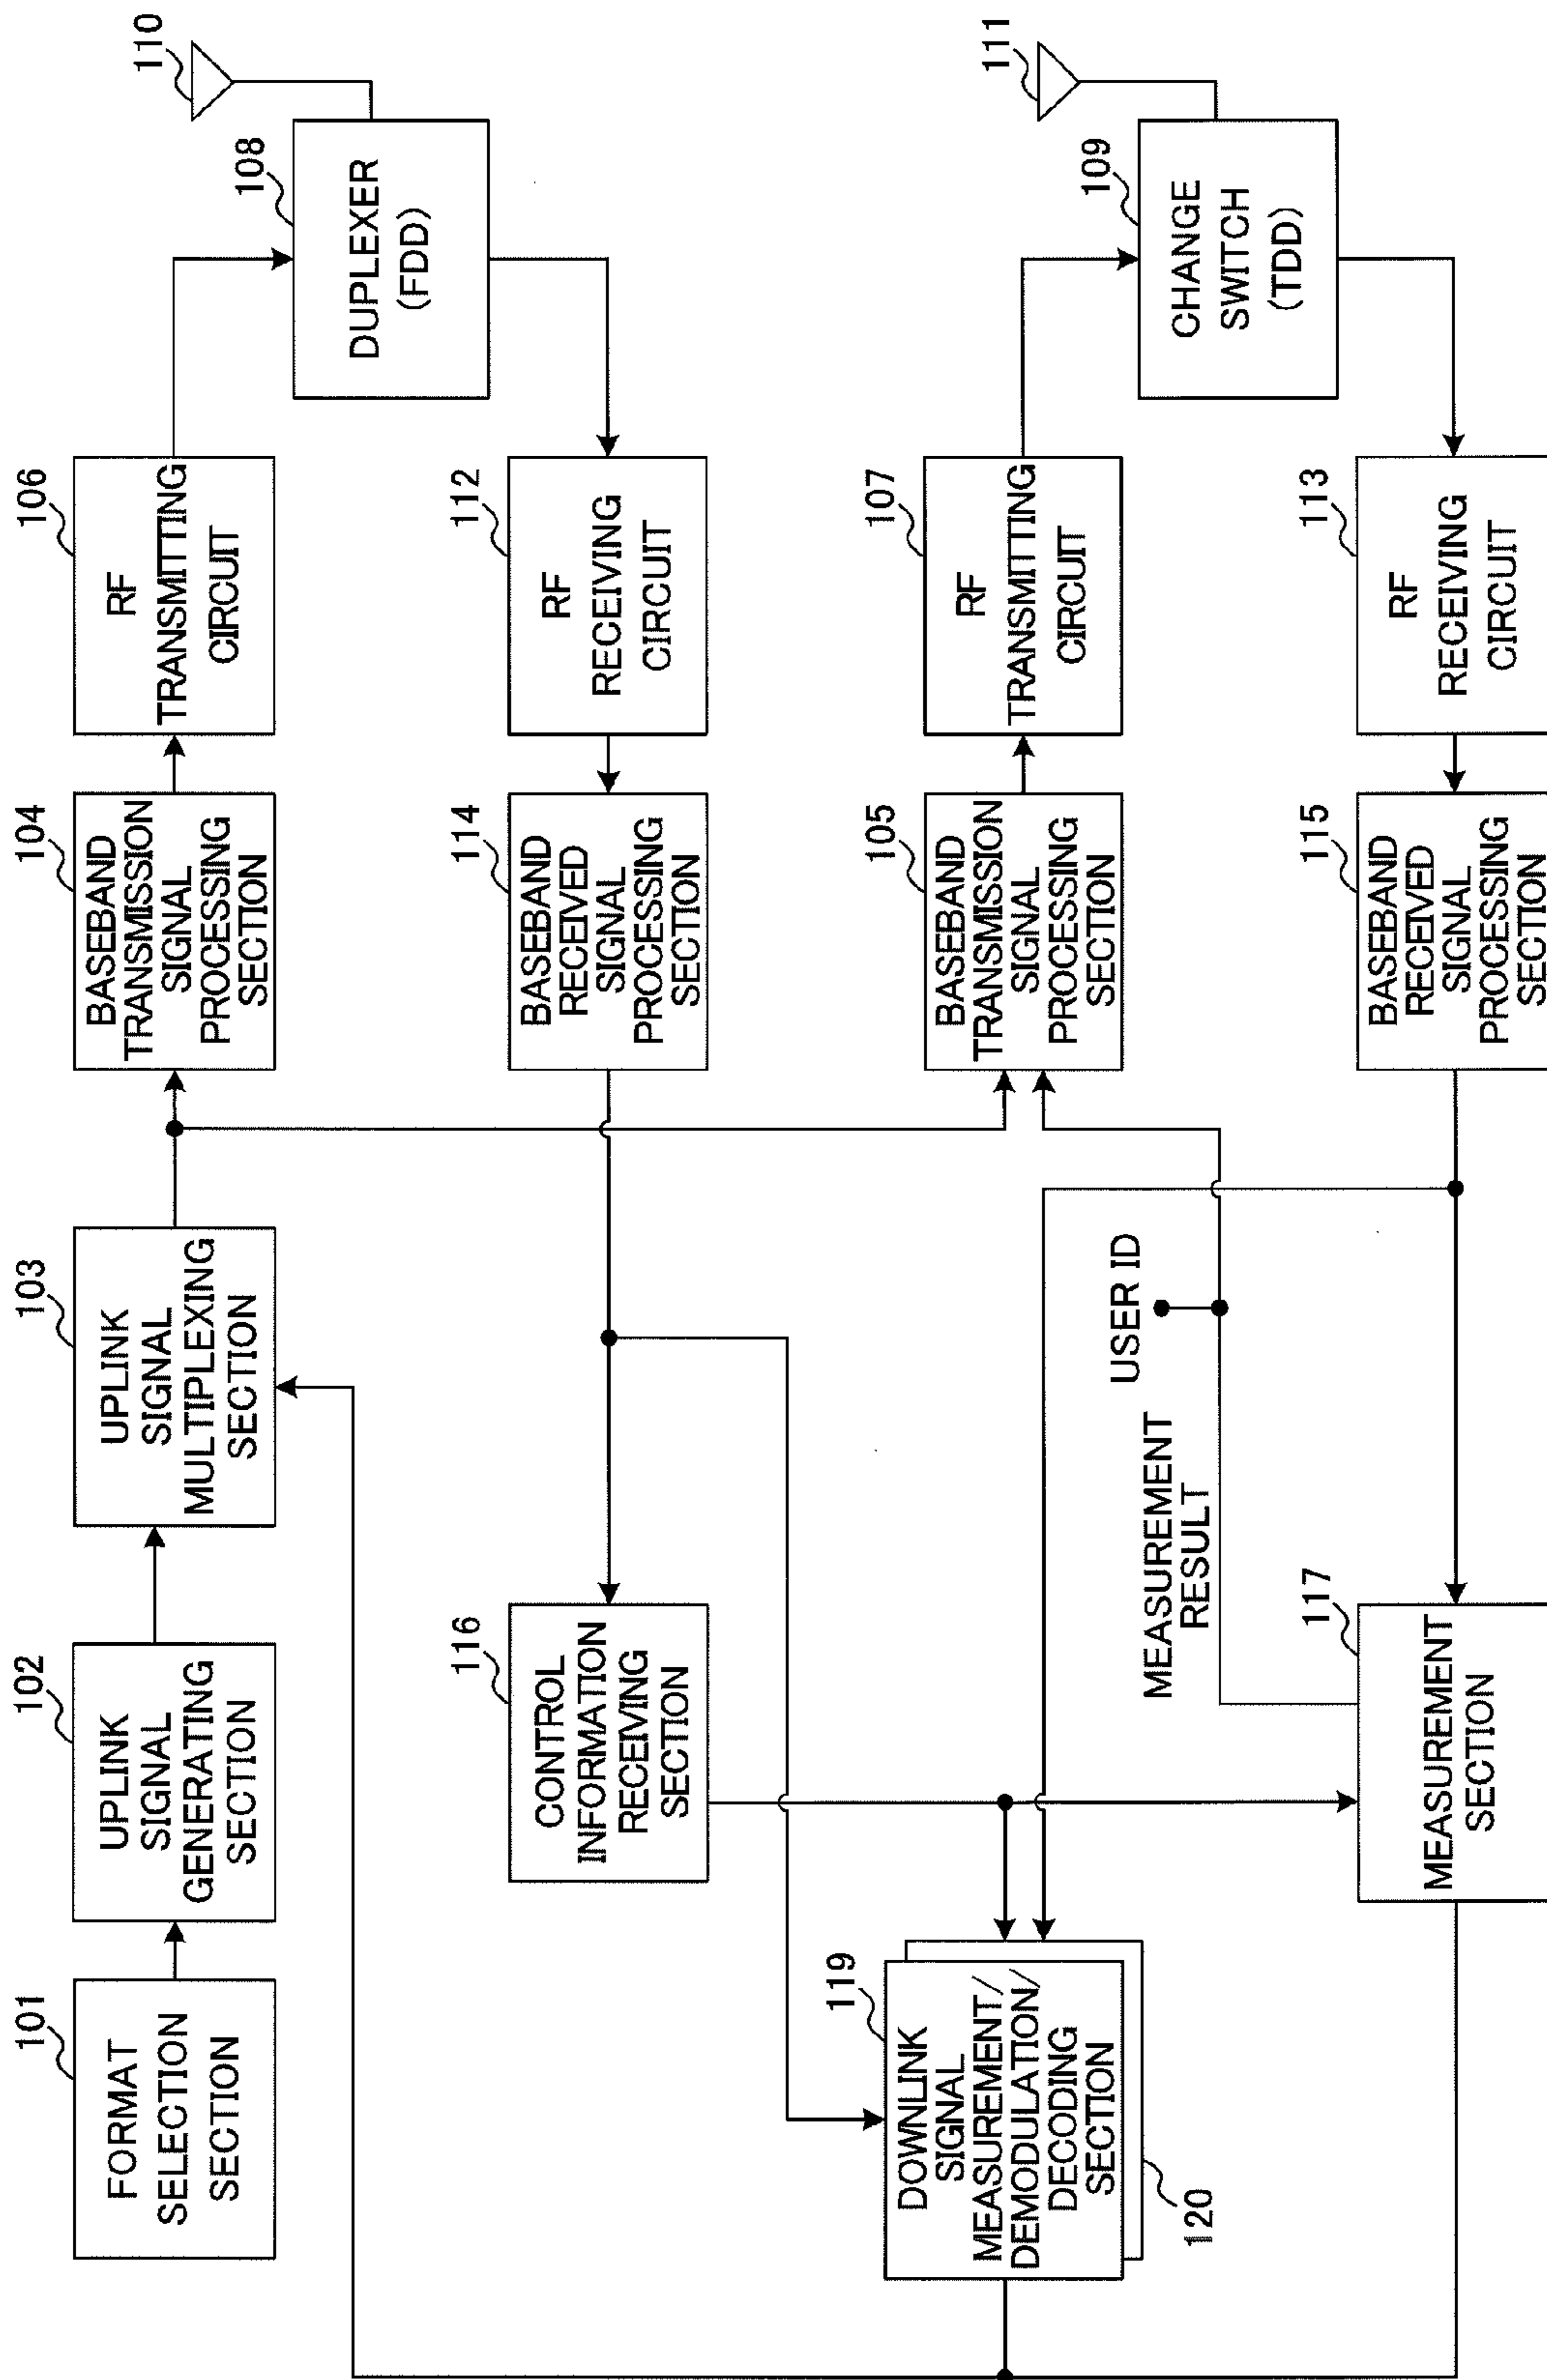 101
FORMAT
SELECTION
SECTION
102
UPLINK
SIGNAL
GENERATING
SECTION
103
UPLINK
SIGNAL
MULTIPLEXING
SECTION
104
BASEBAND
TRANSMISSION
SIGNAL
PROCESSING
SECTION
106
RF
TRANSMITTING
CIRCUIT
108
DUPLEXER
(FDD)
110
116
CONTROL
INFORMATION
RECEIVING
SECTION
114
BASEBAND
RECEIVED
SIGNAL
PROCESSING
SECTION
112
RF
RECEIVING
CIRCUIT
119
DOWNLINK
SIGNAL
MEASUREMENT/
DEMODULATION/
DECODING
SECTION
120
105
BASEBAND
TRANSMISSION
SIGNAL
PROCESSING
SECTION
107
RF
TRANSMITTING
CIRCUIT
109
CHANGE
SWITCH
(TDD)
111
USER ID
MEASUREMENT
RESULT
117
MEASUREMENT
SECTION
115
BASEBAND
RECEIVED
SIGNAL
PROCESSING
SECTION
113
RF
RECEIVING
CIRCUIT